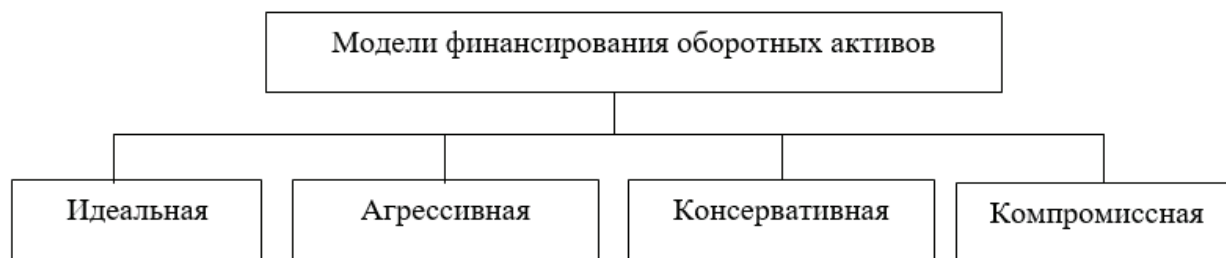 Модели финансирования оборотных активов
Идеальная
Агрессивная
Консервативная
Компромиссная